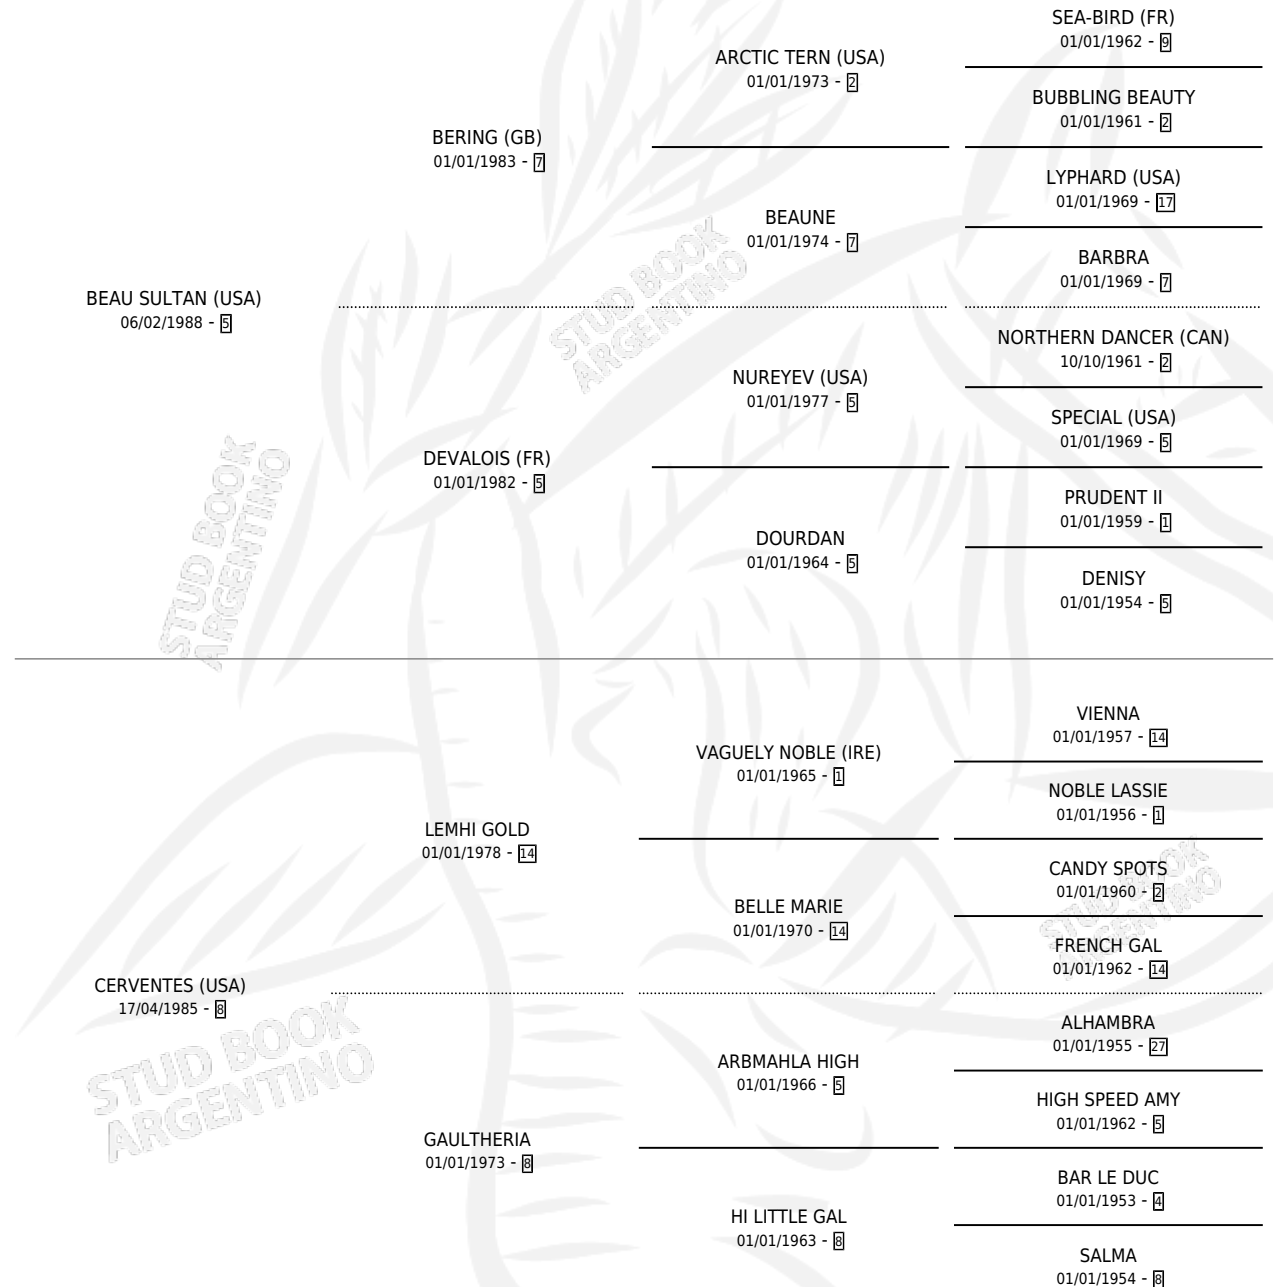 SEA-BIRD (FR)
01/01/1962 - 9
ARCTIC TERN (USA)
01/01/1973 - 2
BUBBLING BEAUTY
01/01/1961 - 2
BERING (GB)
01/01/1983 - 7
LYPHARD (USA)
01/01/1969 - 17
BEAUNE
01/01/1974 - 7
BARBRA
01/01/1969 - 7
BEAU SULTAN (USA)
06/02/1988 - 5
NORTHERN DANCER (CAN)
10/10/1961 - 2
NUREYEV (USA)
01/01/1977 - 5
SPECIAL (USA)
01/01/1969 - 5
DEVALOIS (FR)
01/01/1982 - 5
PRUDENT II
01/01/1959 - 1
DOURDAN
01/01/1964 - 5
DENISY
01/01/1954 - 5
VIENNA
01/01/1957 - 14
VAGUELY NOBLE (IRE)
01/01/1965 - 1
NOBLE LASSIE
01/01/1956 - 1
LEMHI GOLD
01/01/1978 - 14
CANDY SPOTS
01/01/1960 - 2
BELLE MARIE
01/01/1970 - 14
FRENCH GAL
01/01/1962 - 14
CERVENTES (USA)
17/04/1985 - 8
ALHAMBRA
01/01/1955 - 27
ARBMAHLA HIGH
01/01/1966 - 5
HIGH SPEED AMY
01/01/1962 - 5
GAULTHERIA
01/01/1973 - 8
BAR LE DUC
01/01/1953 - 4
HI LITTLE GAL
01/01/1963 - 8
SALMA
01/01/1954 - 8
STUD BOOK
ARGENTINO
STUD BOOK
ARGENTINO
STUD BOOK
ARGENTINO
STUD BOOK
ARGENTINO